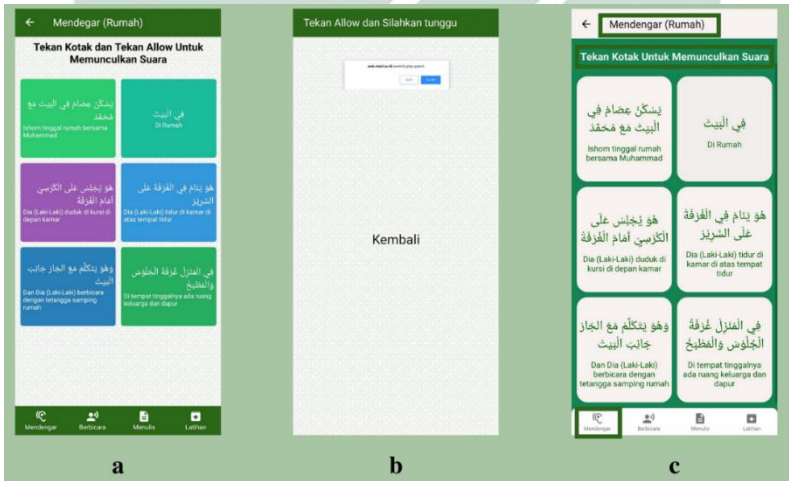 Mendegar (Rumah)
Tekan Kotak dan Tekan Allow Untuk
Memunculkan Suara
يَسْكُنُ عِصَامٌ فِي الْبَيْتِ مَعَ
مُحَمَّدْ
Ishom tinggal rumah bersama
Muhammad
فِي الْبَيْتَ
Di Rumah
هُوَ يَجْلِسُ عَلَى الْكُرْسِيْ
أَمَامَ الْغُرْفَةْ
Dia (Laki-Laki) duduk di kursi di
depan kamar
هُوَ يَنَامُ فِي الْغُرْفَةُ عَلَى
السَّرِيْرِ
Dia (Laki-Laki) tidur di kamar di
atas tempat tidur
وَهُوَ يَتَكَلَّمُ مَعَ الجَارَ جَانِبَ
الْبَيْتَ
Dan Dia (Laki-Laki) berbicara
dengan tetangga samping
rumah
فِي الْمَنْزِلُ غُرْفَةُ الْجُلُوْسْ
وَالْمَطْبَخُ
Di tempat tinggalnya ada ruang
keluarga dan dapur
Mendengar
Berbicara
Menulis
Latihan
a
Tekan Allow dan Silahkan tunggu
Kembali
b
Mendengar (Rumah)
Tekan Kotak Untuk Memunculkan Suara
يَسْكُنُ عِصَامٌ فِي
الْبَيْتَ مَعَ مُحَمَّدْ
Ishom tinggal rumah
bersama Muhammad
فِي الْبَيْتَ
Di Rumah
هُوَ يَجْلِسُ عَلَى
الْكُرْسِيْ أَمَامَ الْغُرْفَةُ
Dia (Laki-Laki) duduk di
kursi di depan kamar
هُوَ يَنَامُ فِي الْغُرْفَةُ
عَلَى السَّرِيْرِ
Dia (Laki-Laki) tidur di
kamar di atas tempat
tidur
وَهُوَ يَتَكَلَّمُ مَعَ الْجَارَ
جَانِبَ الْبَيْتَ
Dan Dia (Laki-Laki)
berbicara dengan
tetangga samping rumah
فِي الْمَنْزِلُ غُرْفَةُ
الْجُلُوْسْ وَالْمَطْبَخُ
Di tempat tinggalnya
ada ruang keluarga dan
dapur
Mendengar
Berbicara
Menulis
Latihan
c